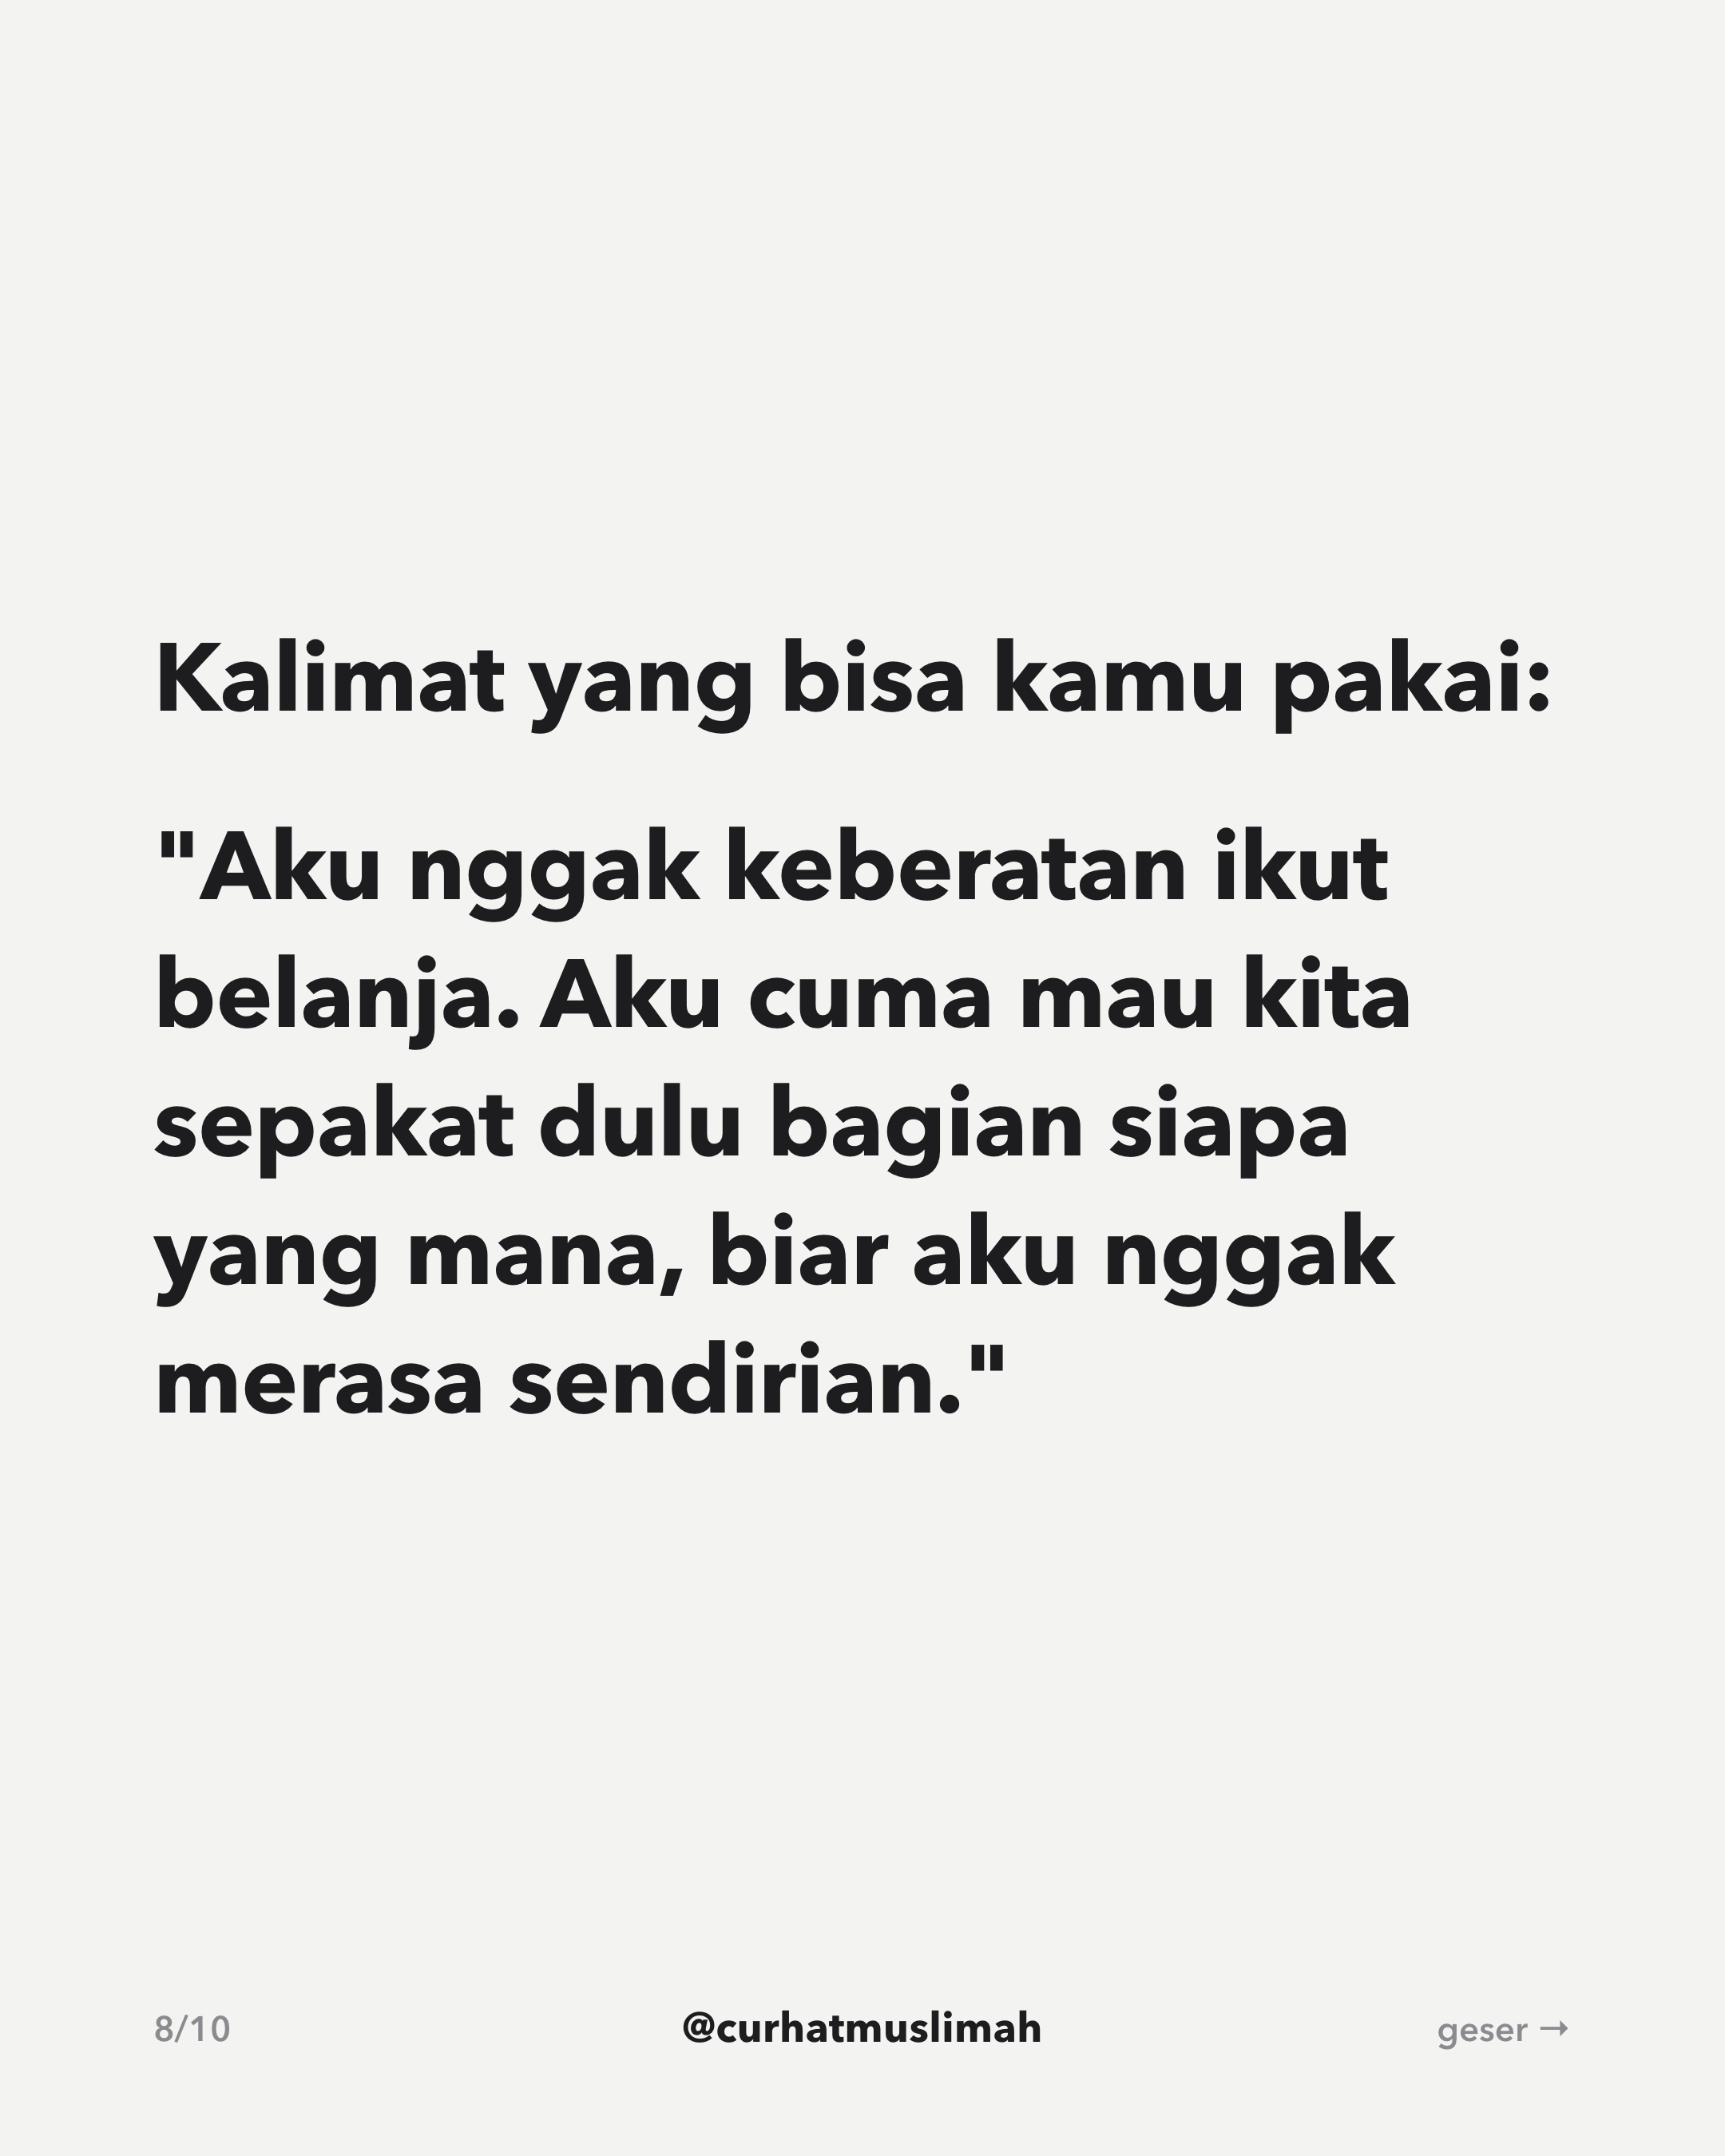 Kalimat yang bisa kamu pakai:
"Aku nggak keberatan ikut
belanja. Aku cuma mau kita
sepakat dulu bagian siapa
yang mana, biar aku nggak
merasa sendirian."
8/10
@curhatmuslimah
geser →